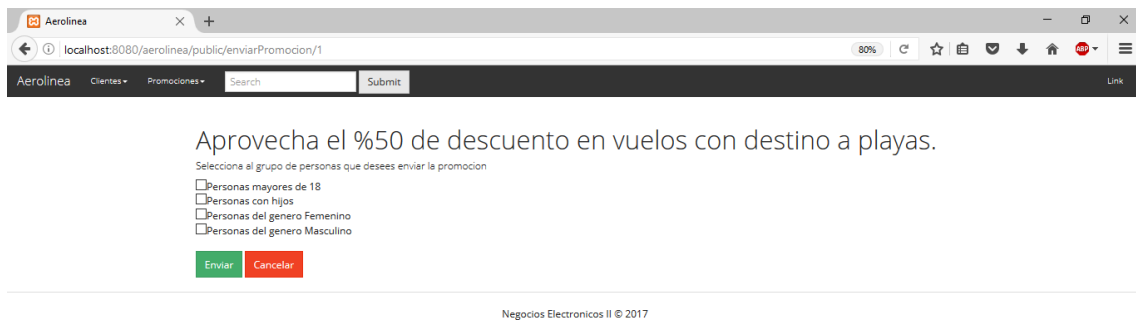 Aerolinea
localhost:8080/aerolinea/public/enviarPromocion/1 80% ABP
Aerolinea Clientes Promociones Search Submit Link
Aprovecha el %50 de descuento en vuelos con destino a playas.
Selecciona al grupo de personas que desees enviar la promocion
Personas mayores de 18
Personas con hijos
Personas del genero Femenino
Personas del genero Masculino
Enviar Cancelar
Negocios Electronicos II © 2017